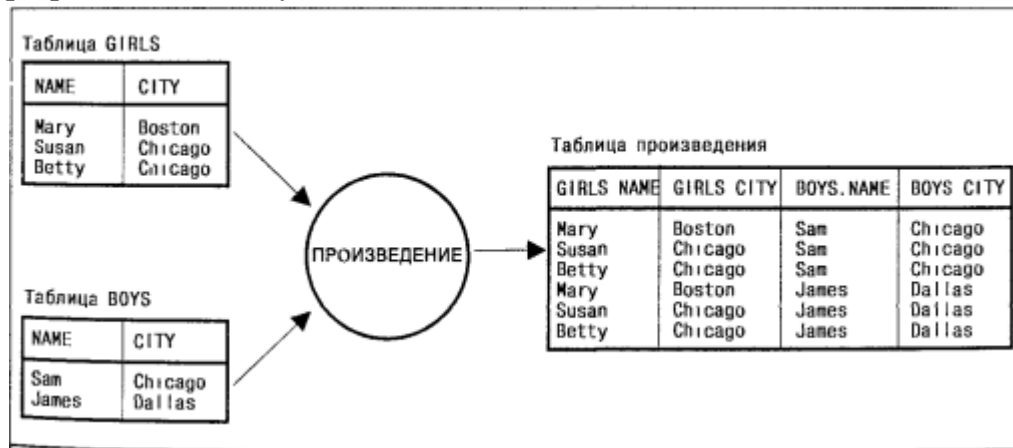 Таблица GIRLS
NAME CITY
Mary Boston
Susan Chicago
Betty Chicago
Таблица BOYS
NAME CITY
Sam Chicago
James Dallas
ПРОИЗВЕДЕНИЕ
Таблица произведения
GIRLS NAME GIRLS CITY BOYS.NAME BOYS CITY
Mary Boston Sam Chicago
Susan Chicago Sam Chicago
Betty Chicago Sam Chicago
Mary Boston James Dallas
Susan Chicago James Dallas
Betty Chicago James Dallas